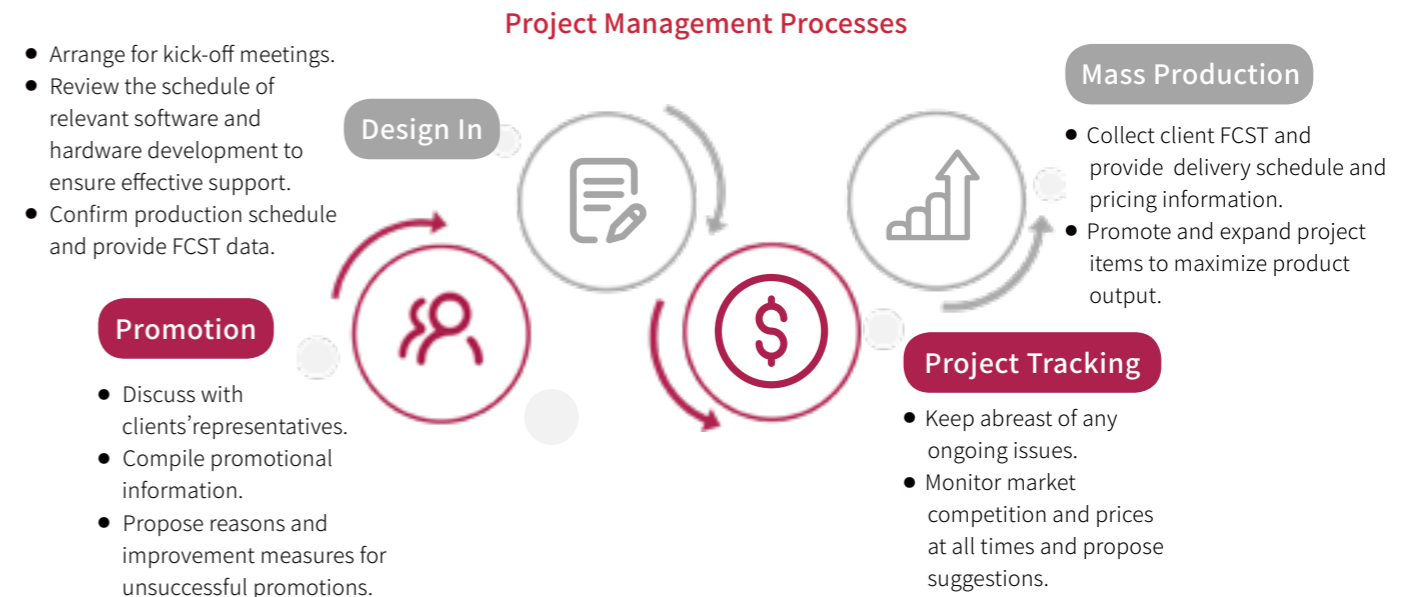 Project Management Processes
● Arrange for kick-off meetings.
● Review the schedule of
relevant software and
hardware development to
ensure effective support.
● Confirm production schedule
and provide FCST data.
Design In
Promotion
● Discuss with
clients’representatives.
● Compile promotional
information.
● Propose reasons and
improvement measures for
unsuccessful promotions.
$
Project Tracking
● Keep abreast of any
ongoing issues.
● Monitor market
competition and prices
at all times and propose
suggestions.
Mass Production
● Collect client FCST and
provide delivery schedule and
pricing information.
● Promote and expand project
items to maximize product
output.